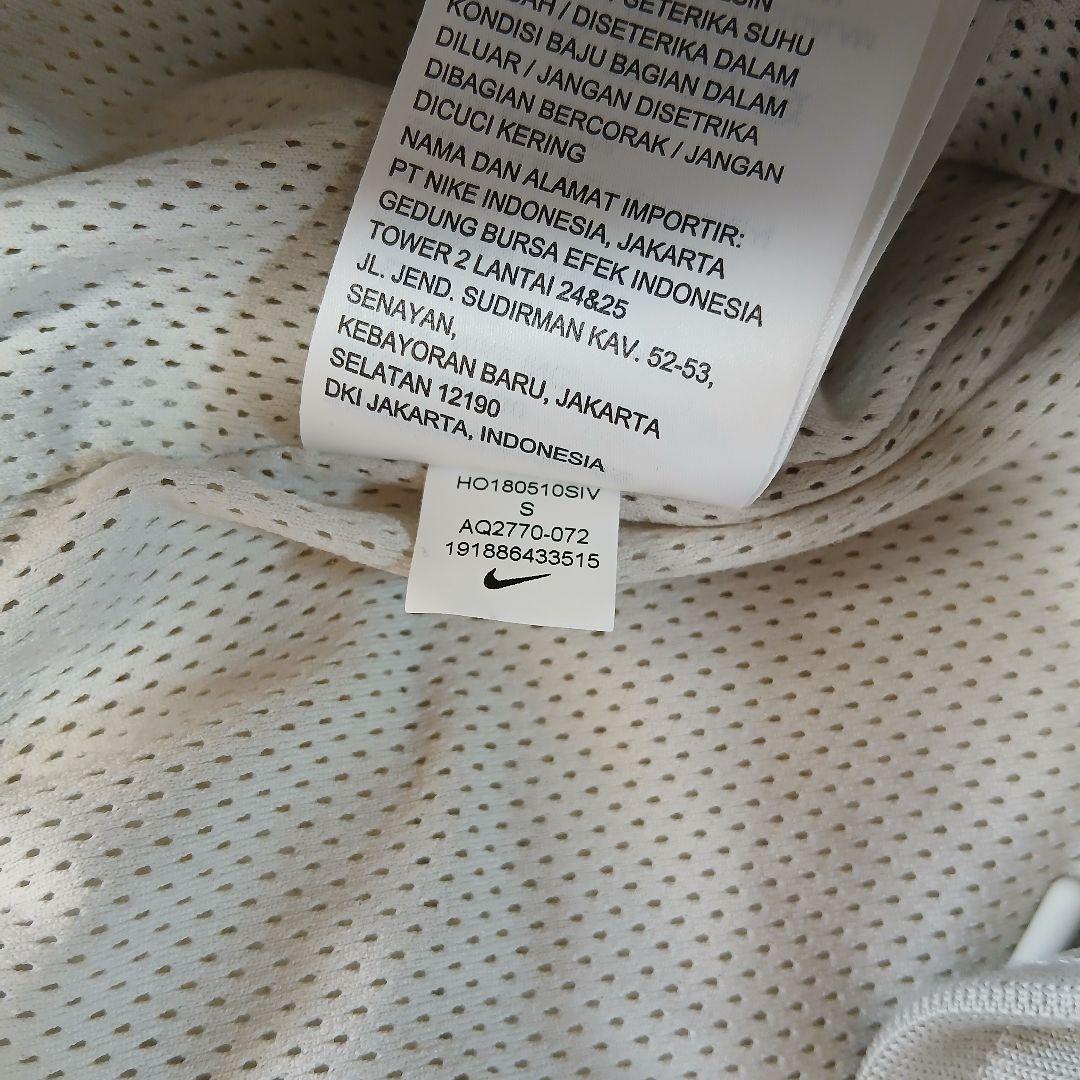 SETERIKA SUHU
/ DISETERIKA DALAM
KONDISI BAJU BAGIAN DALAM
DILUAR / JANGAN DISETRIKA
DIBAGIAN BERCORAK / JANGAN
DICUCI KERING
NAMA DAN ALAMAT IMPORTIR:
PT NIKE INDONESIA, JAKARTA
GEDUNG BURSA EFEK INDONESIA
TOWER 2 LANTAI 24&25
JL. JEND. SUDIRMAN KAV. 52-53,
SENAYAN,
KEBAYORAN BARU, JAKARTA
SELATAN 12190
DKI JAKARTA, INDONESIA
HO180510SIV
S
AQ2770-072
191886433515